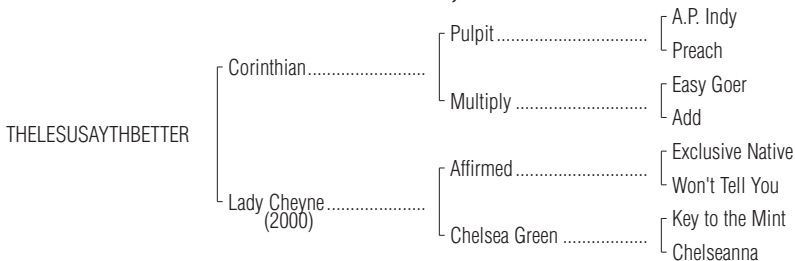 A.P. Indy
Pulpit
Preach
Corinthian
Easy Goer
Multiply
Add
THELESUSAYTHBETTER
Exclusive Native
Affirmed
Won't Tell You
Lady Cheyne
(2000)
Key to the Mint
Chelsea Green
Chelseanna